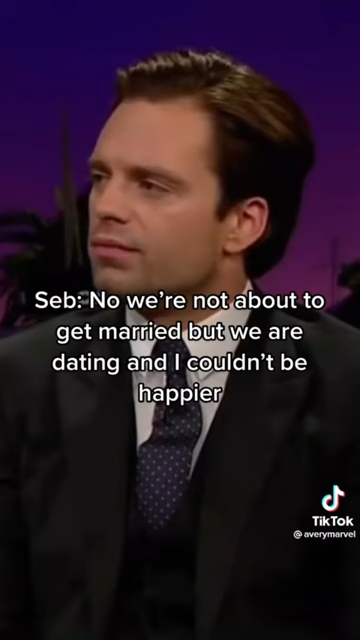 Seb: No we’re not about to
get married but we are
dating and I couldn’t be
happier
TikTok
@averymarvel